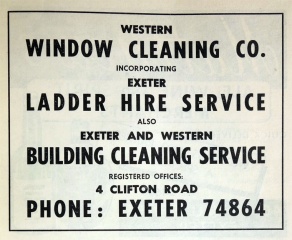 WESTERN
WINDOW CLEANING CO.
INCORPORATING
EXETER
LADDER HIRE SERVICE
ALSO
EXETER AND WESTERN
BUILDING CLEANING SERVICE
REGISTERED OFFICES:
4 CLIFTON ROAD
PHONE: EXETER 74864